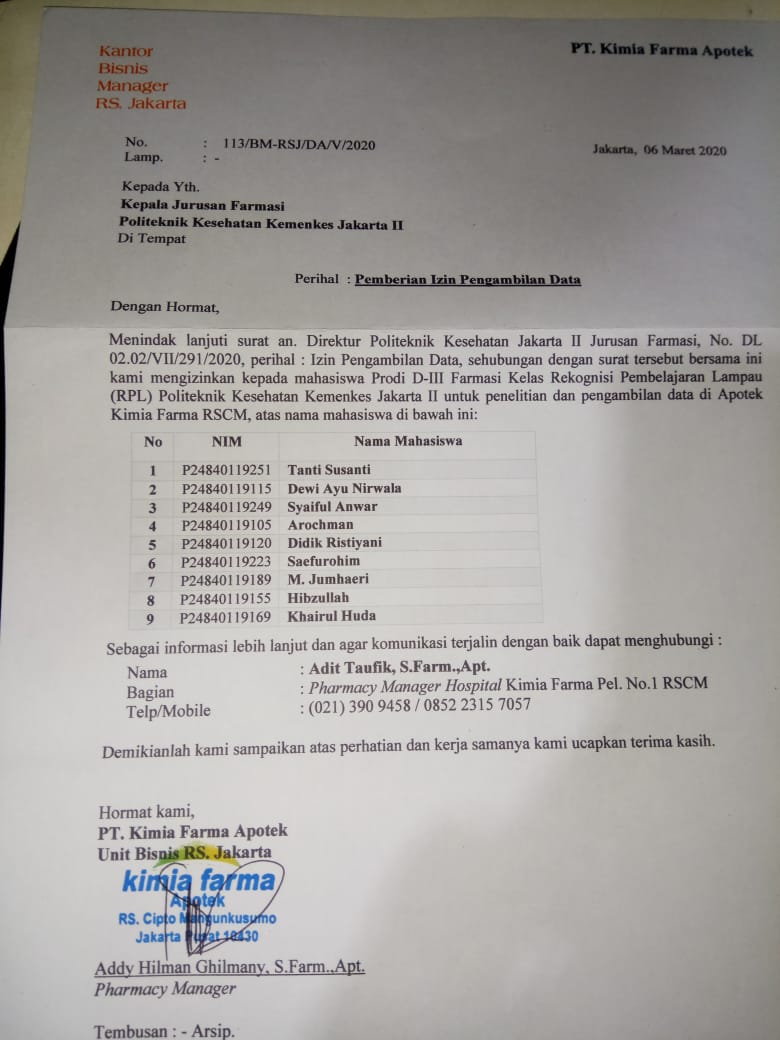 Kantor
Bisnis
Manager
RS. Jakarta
PT. Kimia Farma Apotek
No. : 113/BM-RSJ/DA/V/2020
Jakarta, 06 Maret 2020
Lamp. : -
Kepada Yth.
Kepala Jurusan Farmasi
Politeknik Kesehatan Kemenkes Jakarta II
Di Tempat
Perihal : Pemberian Izin Pengambilan Data
Dengan Hormat,
Menindak lanjuti surat an. Direktur Politeknik Kesehatan Jakarta II Jurusan Farmasi, No. DL
02.02/VII/291/2020, perihal : Izin Pengambilan Data, sehubungan dengan surat tersebut bersama ini
kami mengizinkan kepada mahasiswa Prodi D-III Farmasi Kelas Rekognisi Pembelajaran Lampau
(RPL) Politeknik Kesehatan Kemenkes Jakarta II untuk penelitian dan pengambilan data di Apotek
Kimia Farma RSCM, atas nama mahasiswa di bawah ini:
No NIM Nama Mahasiswa
1 P24840119251 Tanti Susanti
2 P24840119115 Dewi Ayu Nirwala
3 P24840119249 Syaiful Anwar
4 P24840119105 Arochman
5 P24840119120 Didik Ristiyani
6 P24840119223 Saefurohim
7 P24840119189 M. Jumhaeri
8 P24840119155 Hibzullah
9 P24840119169 Khairul Huda
Sebagai informasi lebih lanjut dan agar komunikasi terjalin dengan baik dapat menghubungi :
Nama : Adit Taufik, S.Farm.,Apt.
Bagian : Pharmacy Manager Hospital Kimia Farma Pel. No.1 RSCM
Telp/Mobile : (021) 390 9458 / 0852 2315 7057
Demikianlah kami sampaikan atas perhatian dan kerja samanya kami ucapkan terima kasih.
Hormat kami,
PT. Kimia Farma Apotek
Unit Bisnis RS. Jakarta
kimia farma
Apotek
RS. Cipto Mangunkusumo
Jakarta Pusat 10430
Addy Hilman Ghilmany, S.Farm.,Apt.
Pharmacy Manager
Tembusan : - Arsip.